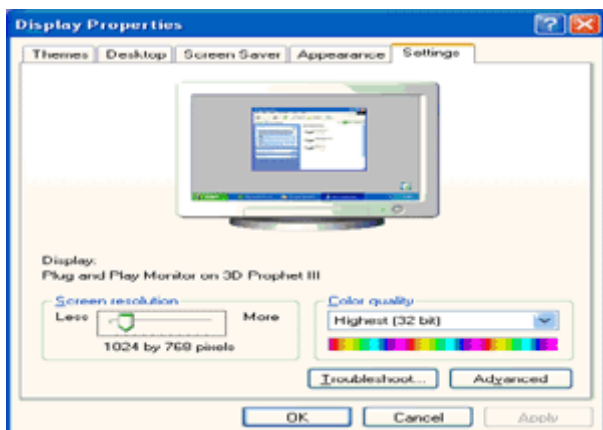 Display Properties
Themes Desktop Screen Saver Appearance Settings
Display:
Plug and Play Monitor on 3D Prophet III
Screen resolution
Less More
1024 by 768 pixels
Color quality
Highest (32 bit)
Troubleshoot... Advanced
OK Cancel Apply